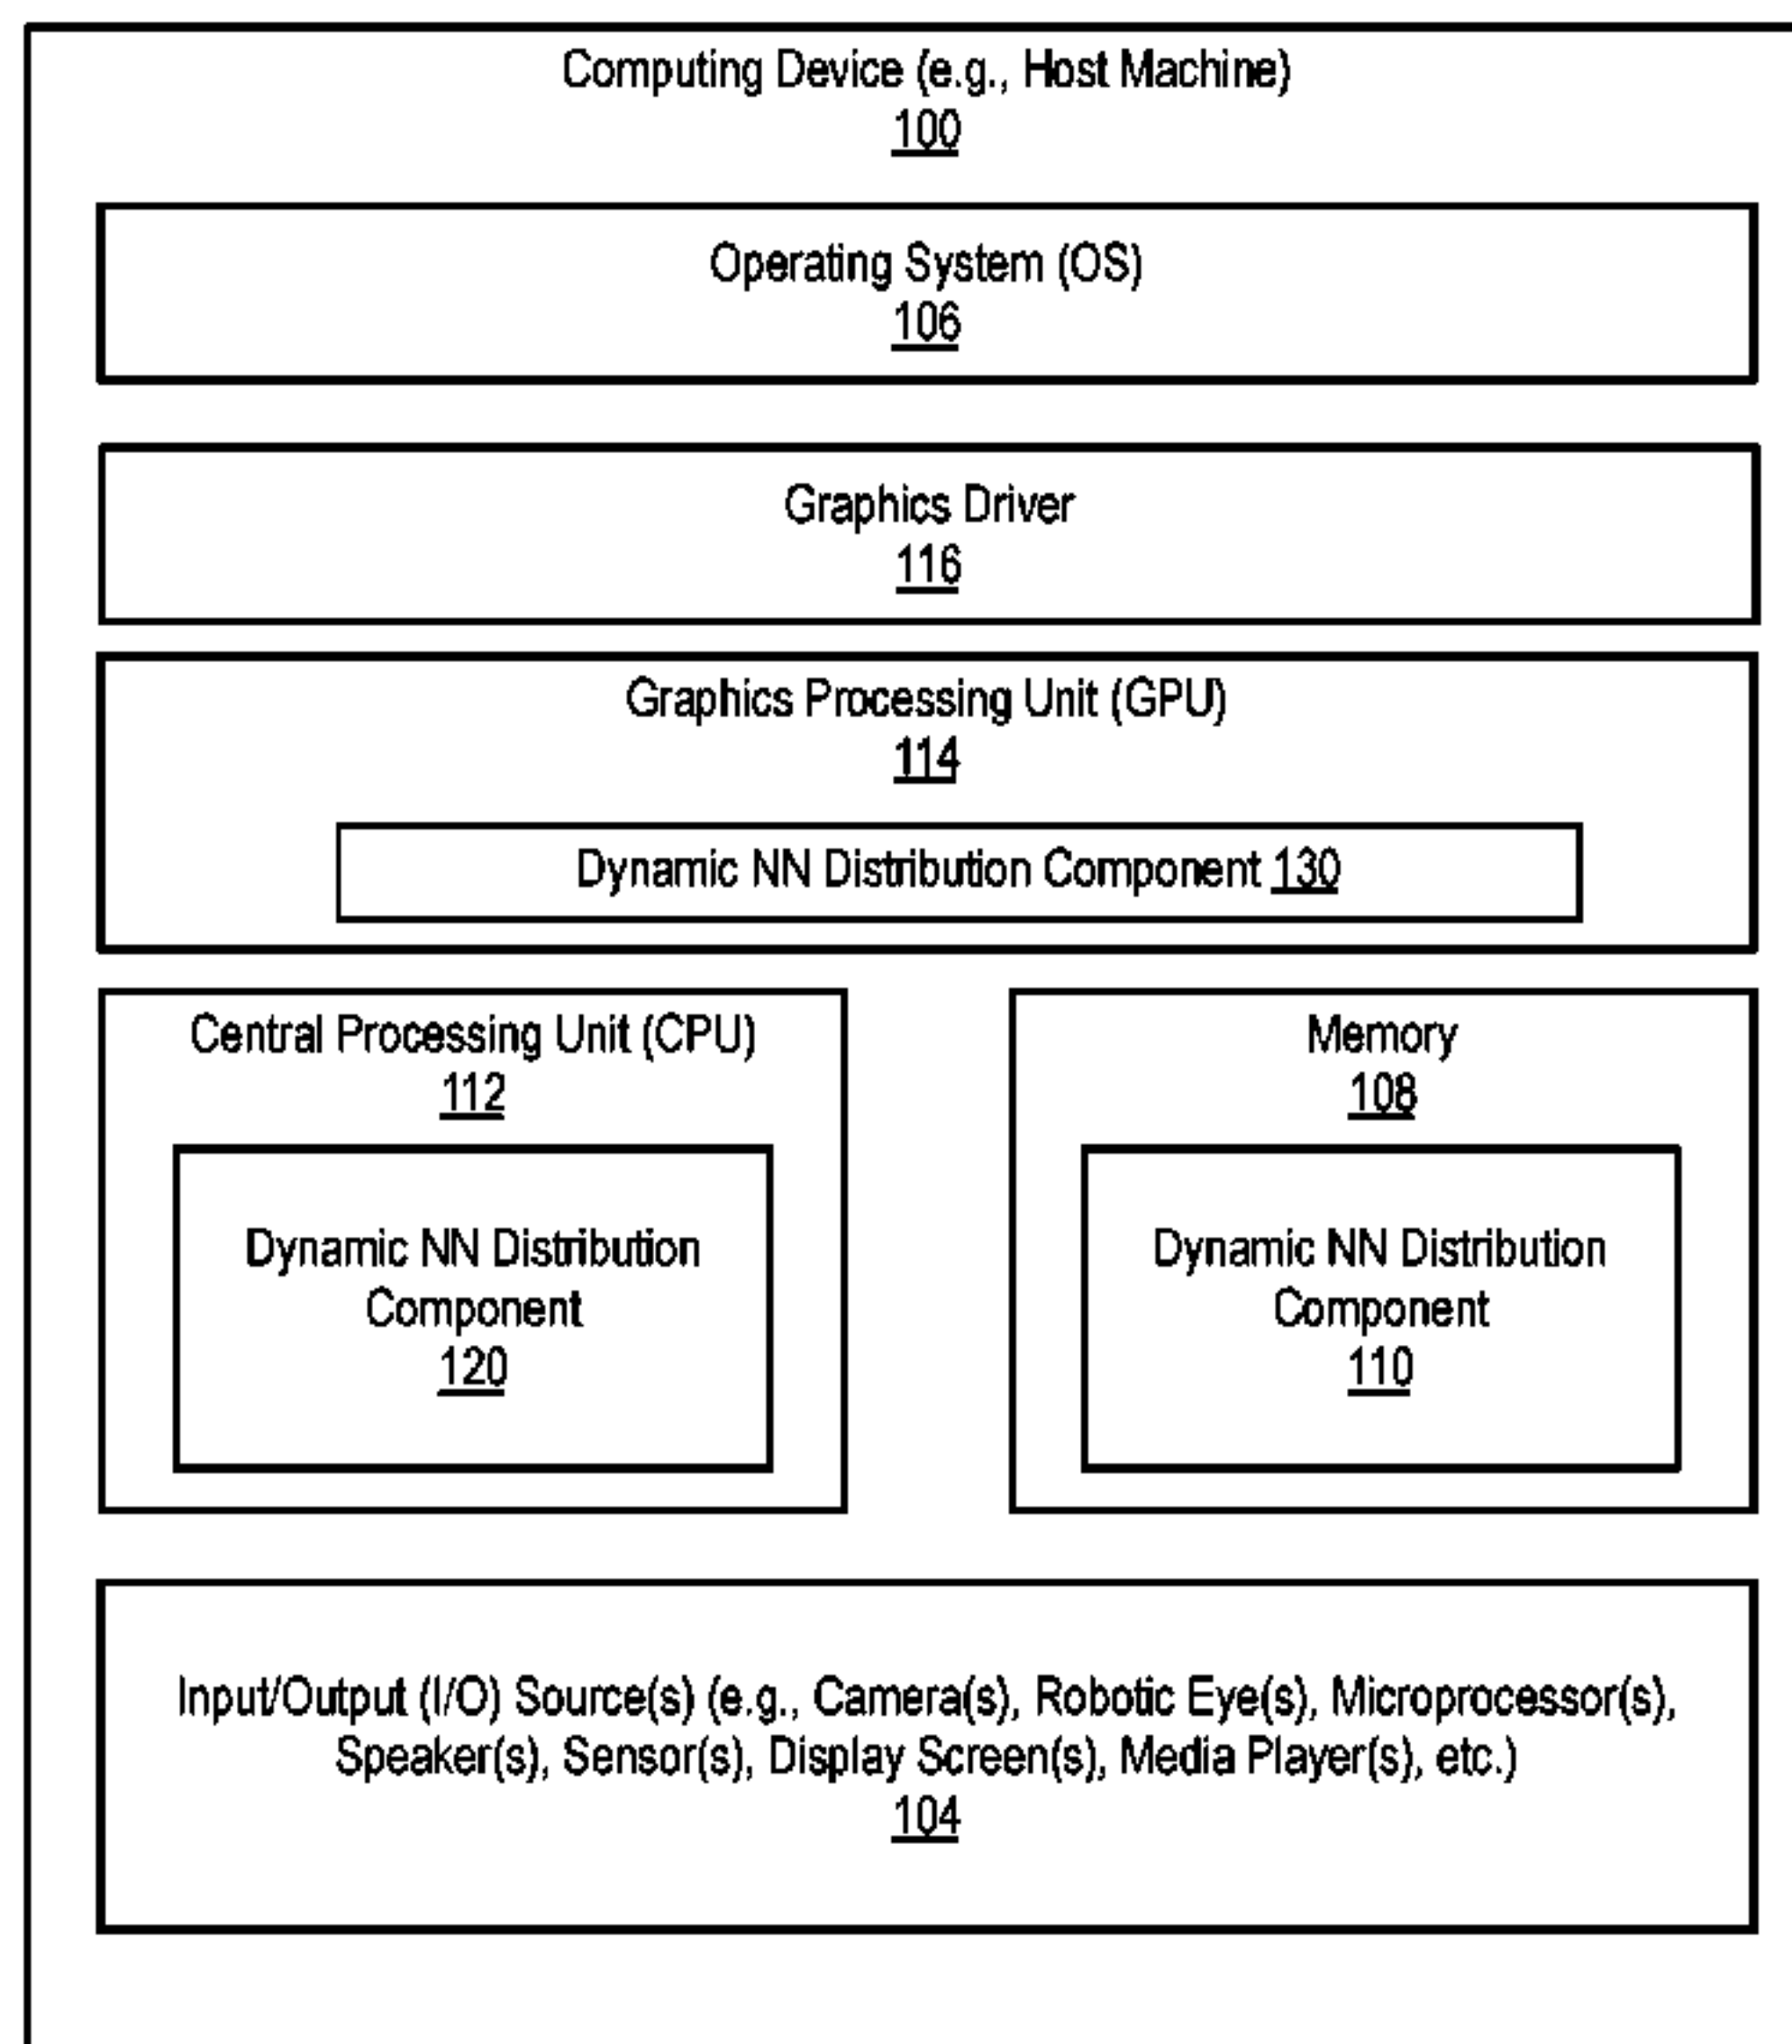 Computing Device (e.g., Host Machine)
100
Operating System (OS)
106
Graphics Driver
116
Graphics Processing Unit (GPU)
114
Dynamic NN Distribution Component 130
Central Processing Unit (CPU)
112
Dynamic NN Distribution
Component
120
Memory
108
Dynamic NN Distribution
Component
110
Input/Output (I/O) Source(s) (e.g., Camera(s), Robotic Eye(s), Microprocessor(s),
Speaker(s), Sensor(s), Display Screen(s), Media Player(s), etc.)
104